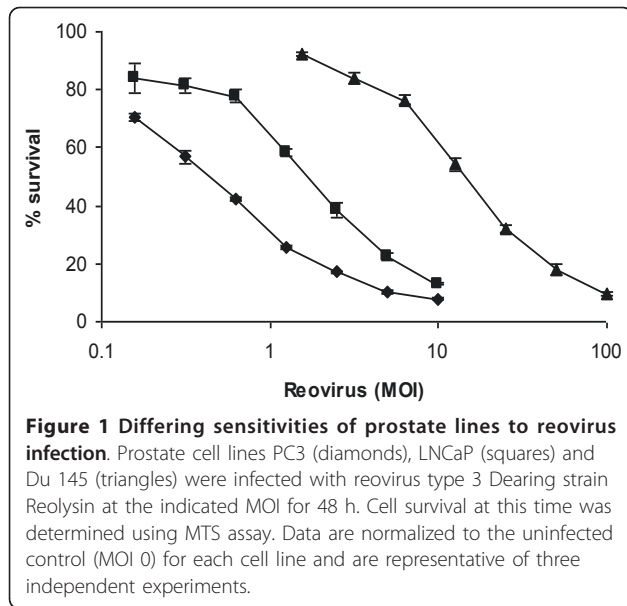 100
80
60
40
20
0
% survival
0.1 1 10 100
Reovirus (MOI)
Figure 1 Differing sensitivities of prostate lines to reovirus
infection. Prostate cell lines PC3 (diamonds), LNCaP (squares) and
Du 145 (triangles) were infected with reovirus type 3 Dearing strain
Reolysin at the indicated MOI for 48 h. Cell survival at this time was
determined using MTS assay. Data are normalized to the uninfected
control (MOI 0) for each cell line and are representative of three
independent experiments.